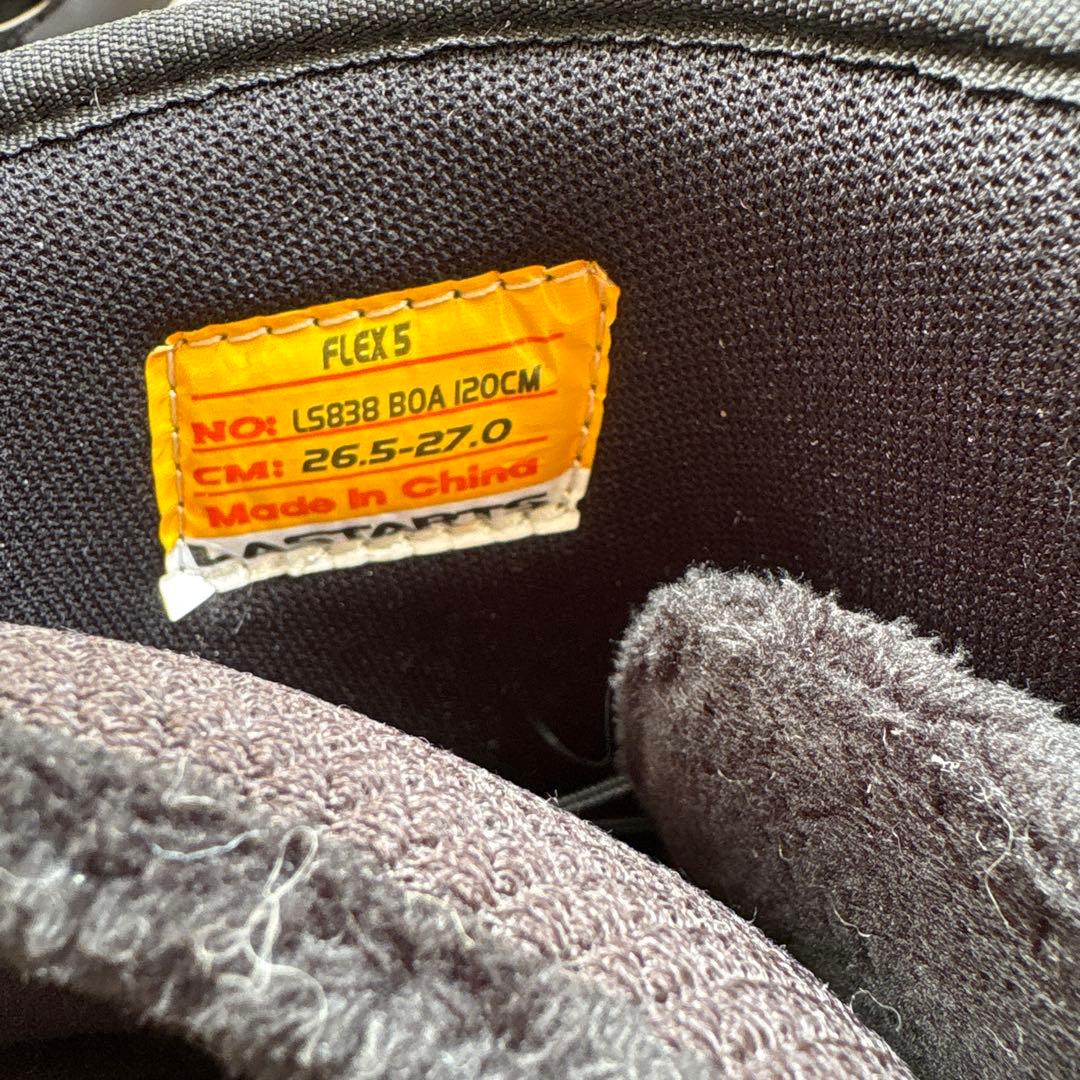 FLEX 5
NO: LS838 BOA 120CM
CM: 26.5-27.0
Made in China